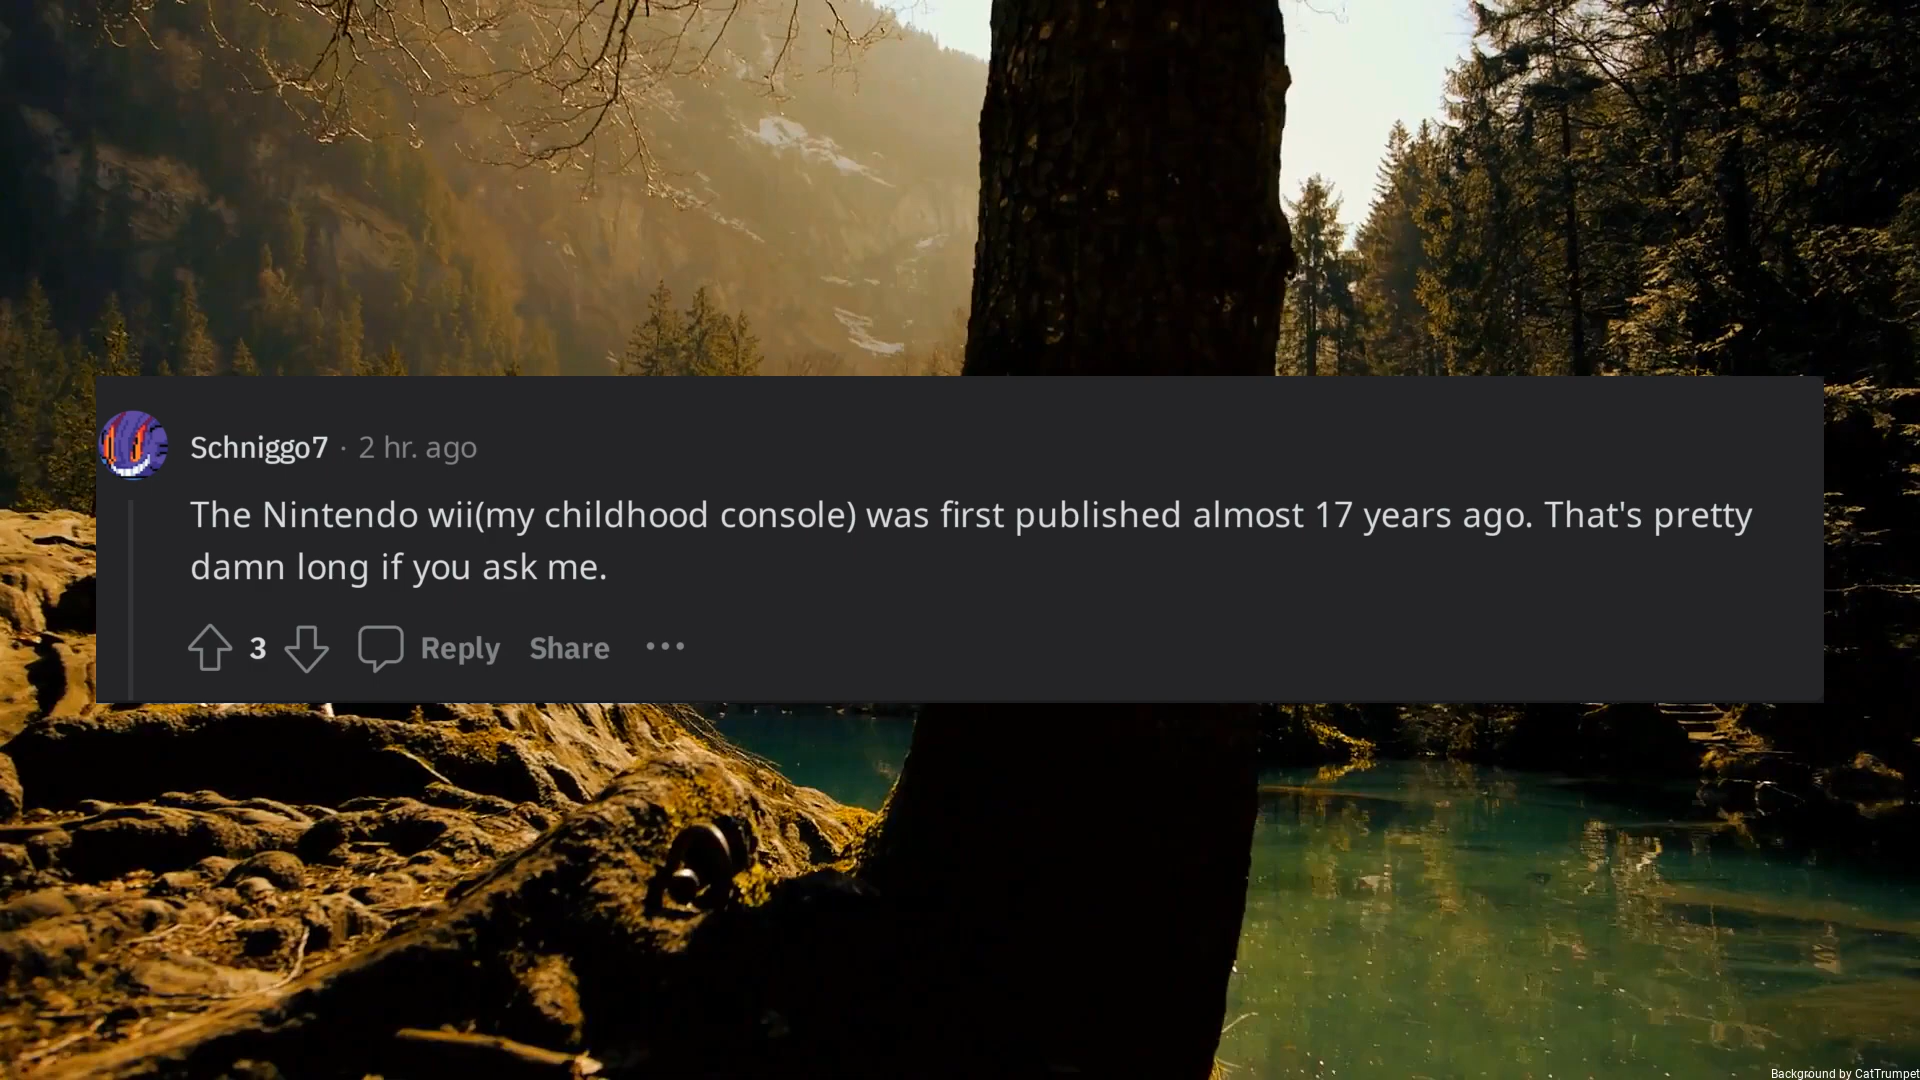 Schniggo7 · 2 hr. ago
The Nintendo wii(my childhood console) was first published almost 17 years ago. That's pretty
damn long if you ask me.
3 Reply Share ···
Background by CatTrumpet